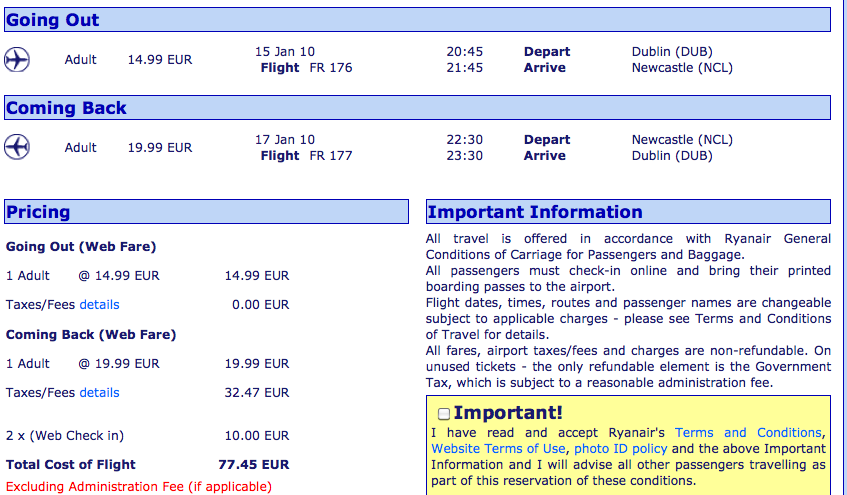 Going Out
Adult 14.99 EUR 15 Jan 10 20:45 Depart Dublin (DUB)
Flight FR 176 21:45 Arrive Newcastle (NCL)
Coming Back
Adult 19.99 EUR 17 Jan 10 22:30 Depart Newcastle (NCL)
Flight FR 177 23:30 Arrive Dublin (DUB)
Pricing
Going Out (Web Fare)
1 Adult @ 14.99 EUR 14.99 EUR
Taxes/Fees details 0.00 EUR
Coming Back (Web Fare)
1 Adult @ 19.99 EUR 19.99 EUR
Taxes/Fees details 32.47 EUR
2 x (Web Check in) 10.00 EUR
Total Cost of Flight 77.45 EUR
Excluding Administration Fee (if applicable)
Important Information
All travel is offered in accordance with Ryanair General
Conditions of Carriage for Passengers and Baggage.
All passengers must check-in online and bring their printed
boarding passes to the airport.
Flight dates, times, routes and passenger names are changeable
subject to applicable charges - please see Terms and Conditions
of Travel for details.
All fares, airport taxes/fees and charges are non-refundable. On
unused tickets - the only refundable element is the Government
Tax, which is subject to a reasonable administration fee.
Important!
I have read and accept Ryanair's Terms and Conditions,
Website Terms of Use, photo ID policy and the above Important
Information and I will advise all other passengers travelling as
part of this reservation of these conditions.